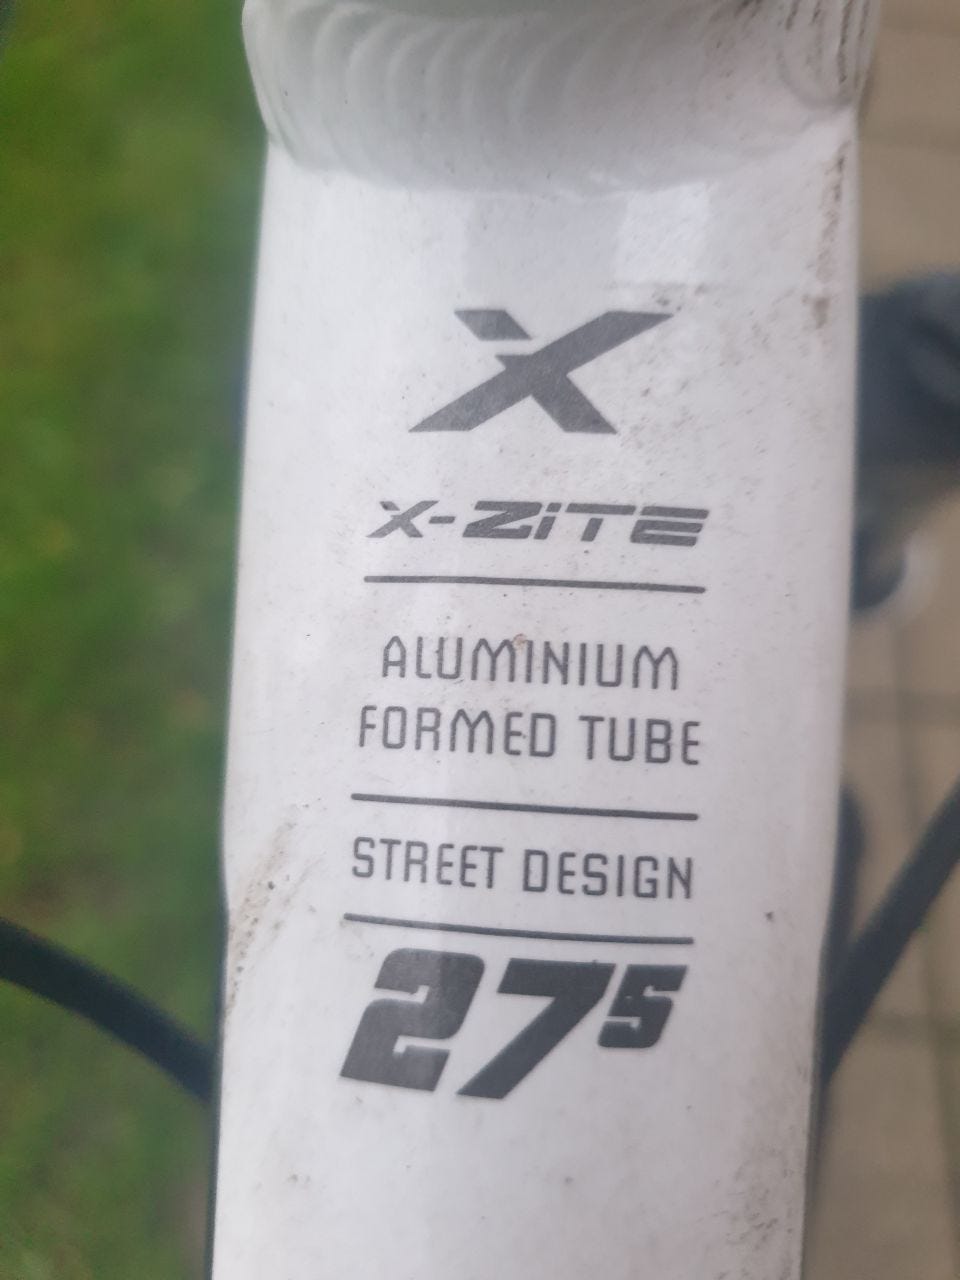 X
X-ZiTE
ALUMINIUM
FORMED TUBE
STREET DESIGN
27⁵